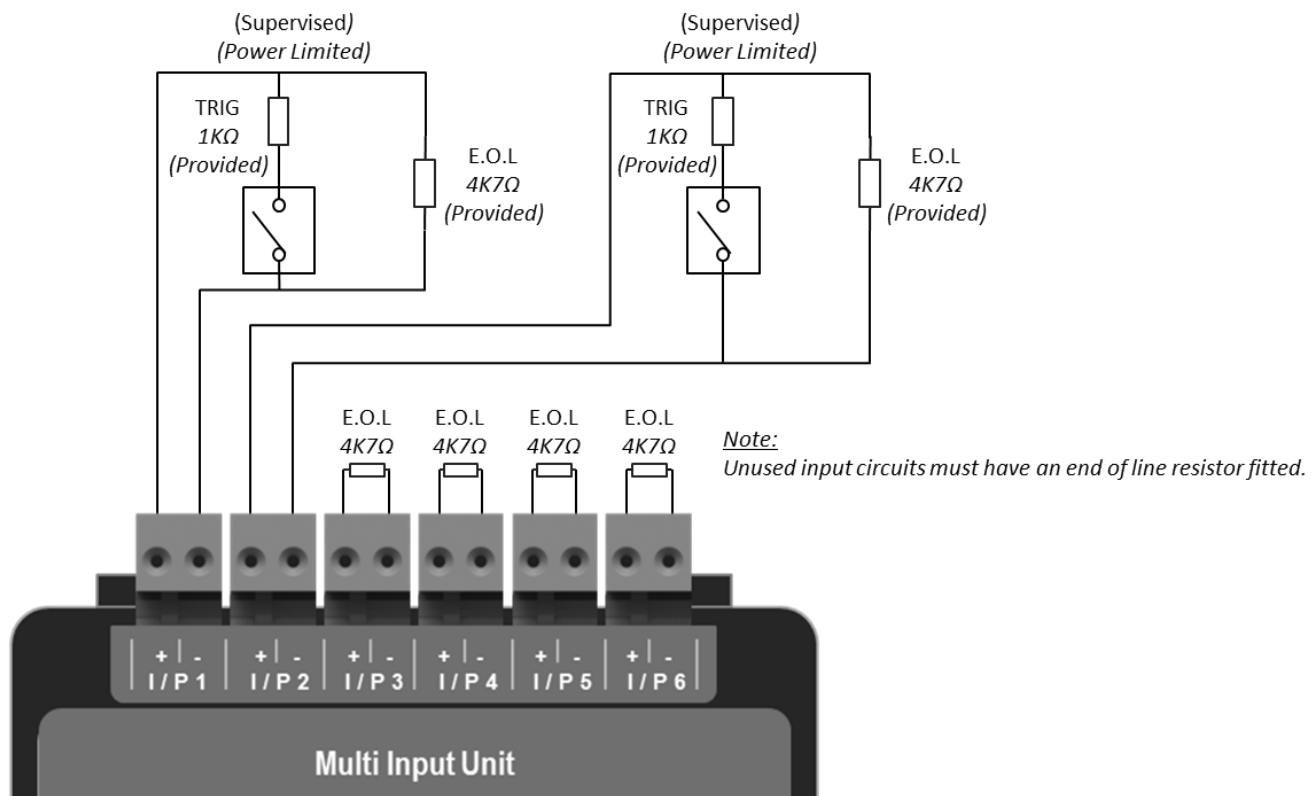 (Supervised)
(Power Limited)
TRIG
1KΩ
(Provided)
E.O.L
4K7Ω
(Provided)
(Supervised)
(Power Limited)
TRIG
1KΩ
(Provided)
E.O.L
4K7Ω
(Provided)
E.O.L
4K7Ω
E.O.L
4K7Ω
E.O.L
4K7Ω
E.O.L
4K7Ω
Note:
Unused input circuits must have an end of line resistor fitted.
+ -
I / P 1
+ -
I / P 2
+ -
I / P 3
+ -
I / P 4
+ -
I / P 5
+ -
I / P 6
Multi Input Unit